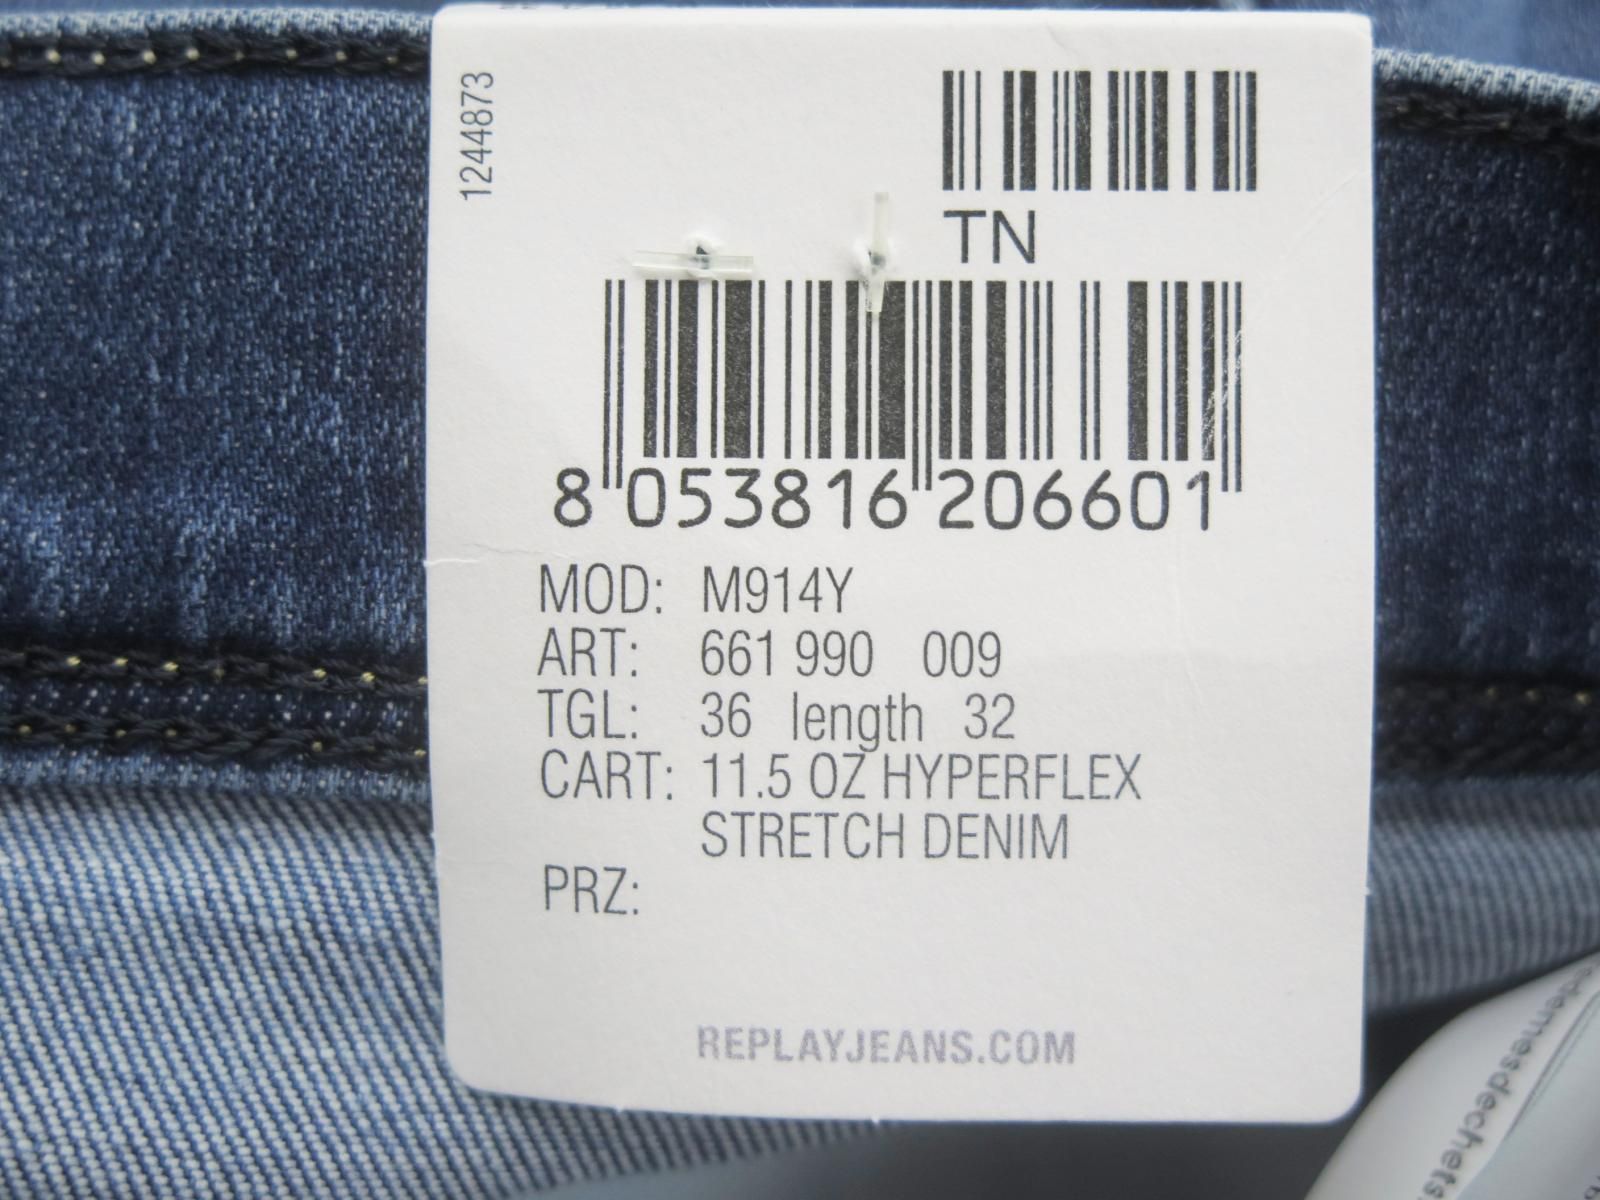 1244873
TN
8 053816 206601
MOD: M914Y
ART: 661 990 009
TGL: 36 length 32
CART: 11.5 OZ HYPERFLEX
STRETCH DENIM
PRZ:
REPLAYJEANS.COM